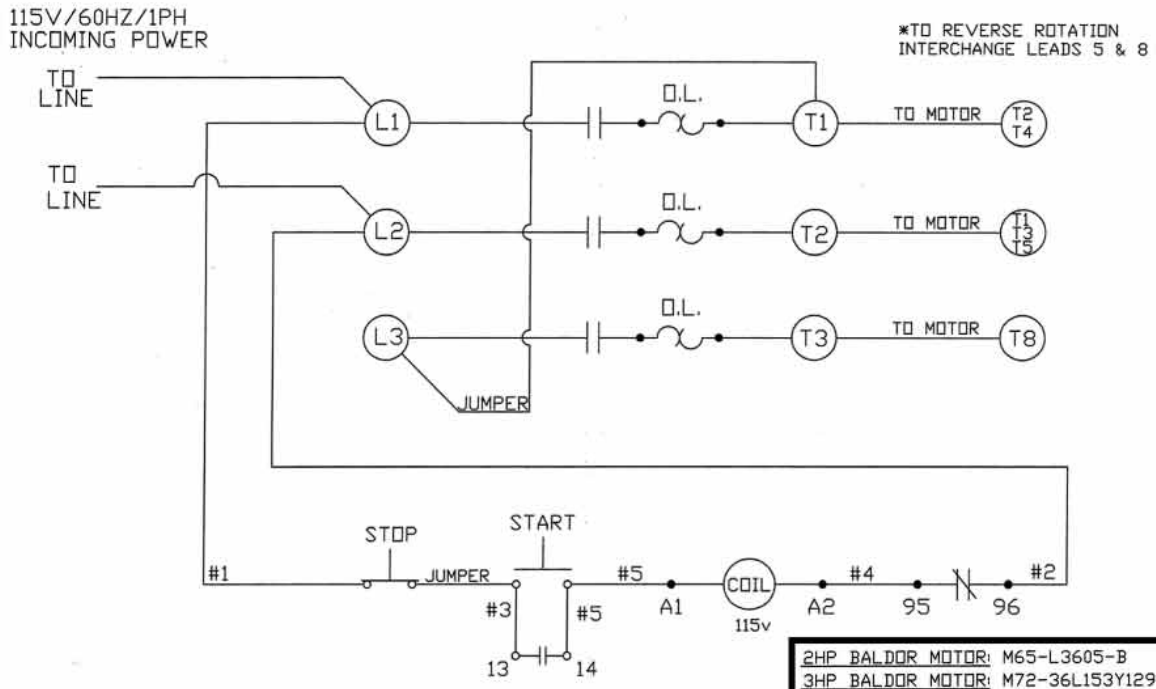 115V/60HZ/1PH
INCOMING POWER
*TO REVERSE ROTATION
INTERCHANGE LEADS 5 & 8
TO
LINE
L1
O.L.
T1
TO MOTOR
T2
T4
TO
LINE
L2
O.L.
T2
TO MOTOR
T1
T3
T5
L3
O.L.
T3
TO MOTOR
T8
JUMPER
STOP
START
#1
JUMPER
#3
#5
#5
13
14
A1
COIL
115v
A2
#4
95
96
#2
2HP BALDOR MOTOR: M65-L3605-B
3HP BALDOR MOTOR: M72-36L153Y129